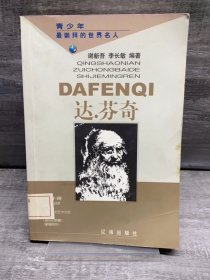 青少年
最崇拜的世界名人
谢新吾 李长敏 编著
QINGSHAONIAN
ZUICHONGBAIDE
SHIJIEMINGREN
DAFENQI
达·芬奇
辽海出版社